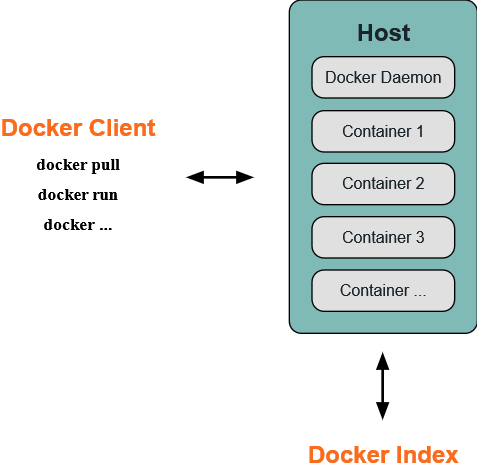 Host
Docker Daemon
Docker Client
Container 1
docker pull
Container 2
docker run
docker ...
Container 3
Container ...
Docker Index